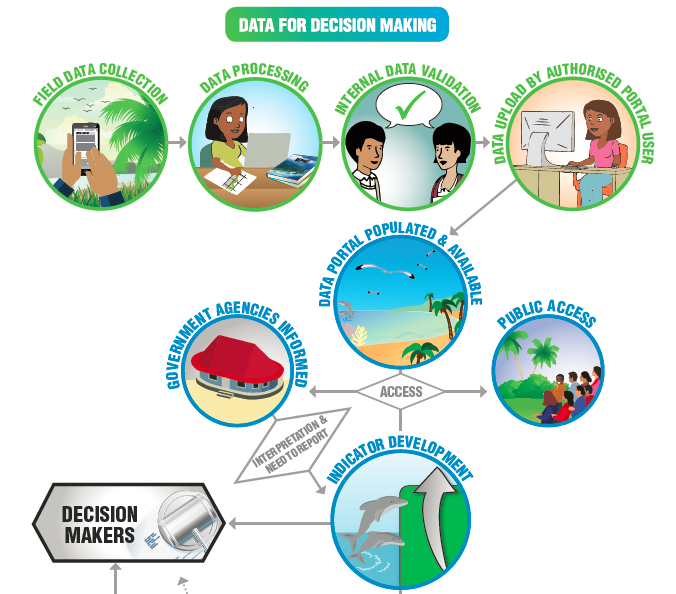 DATA FOR DECISION MAKING
FIELD DATA COLLECTION
DATA PROCESSING
INTERNAL DATA VALIDATION
DATA UPLOAD BY AUTHORISED PORTAL USER
DATA PORTAL POPULATED & AVAILABLE
GOVERNMENT AGENCIES INFORMED
PUBLIC ACCESS
ACCESS
INTERPRETATION &
NEED TO REPORT
INDICATOR DEVELOPMENT
DECISION
MAKERS